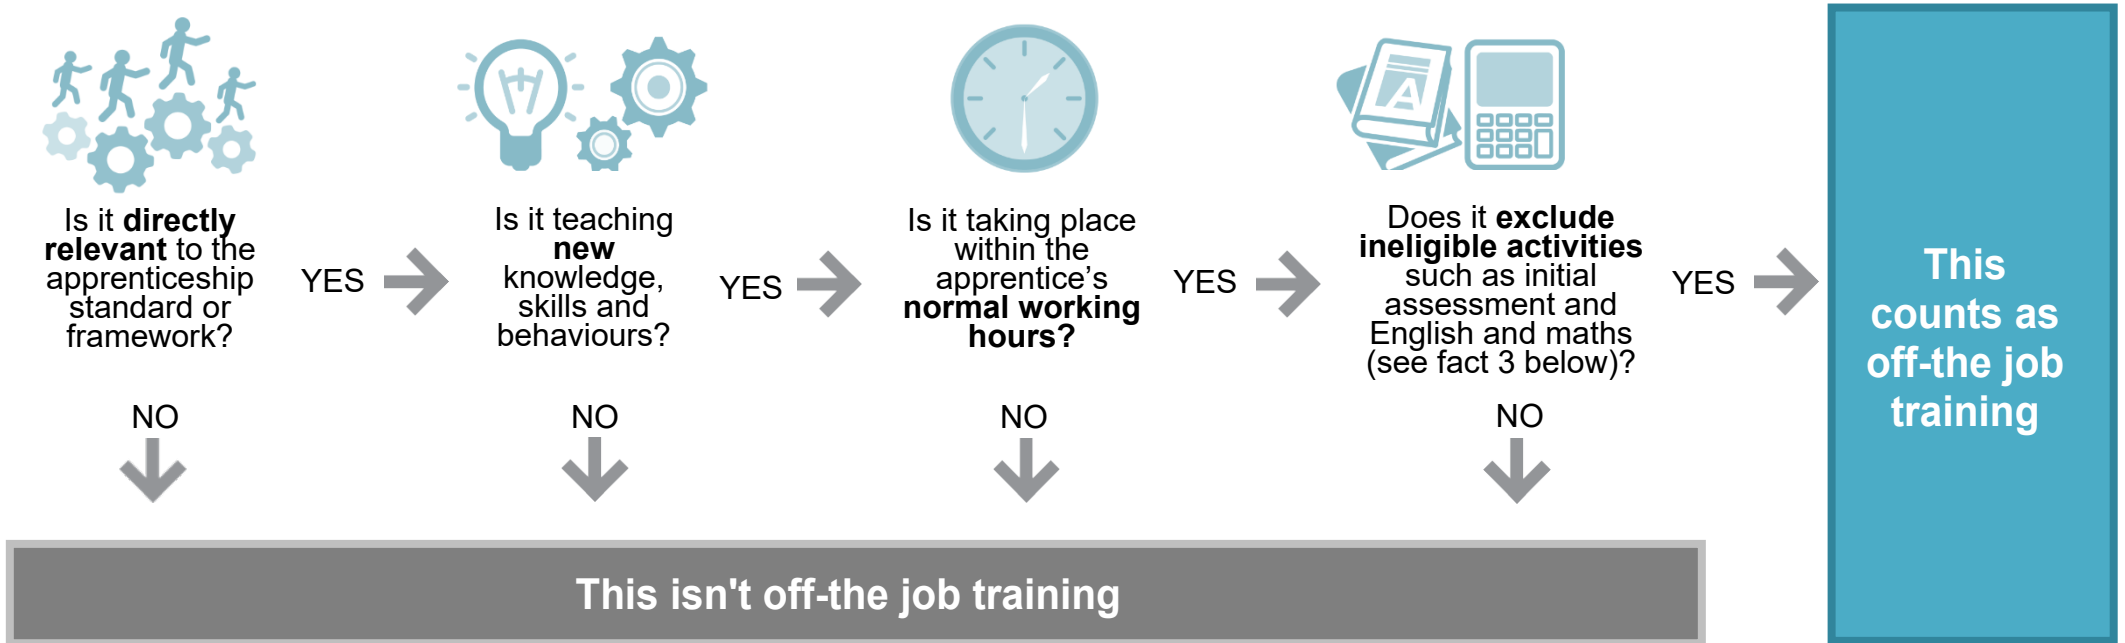 Is it directly
relevant to the
apprenticeship
standard or
framework?
YES
NO
Is it teaching
new
knowledge,
skills and
behaviours?
YES
NO
Is it taking place
within the
apprentice's
normal working
hours?
YES
NO
A
Does it exclude
ineligible activities
such as initial
assessment and
English and maths
(see fact 3 below)?
YES
NO
This
counts as
off-the job
training
This isn't off-the job training